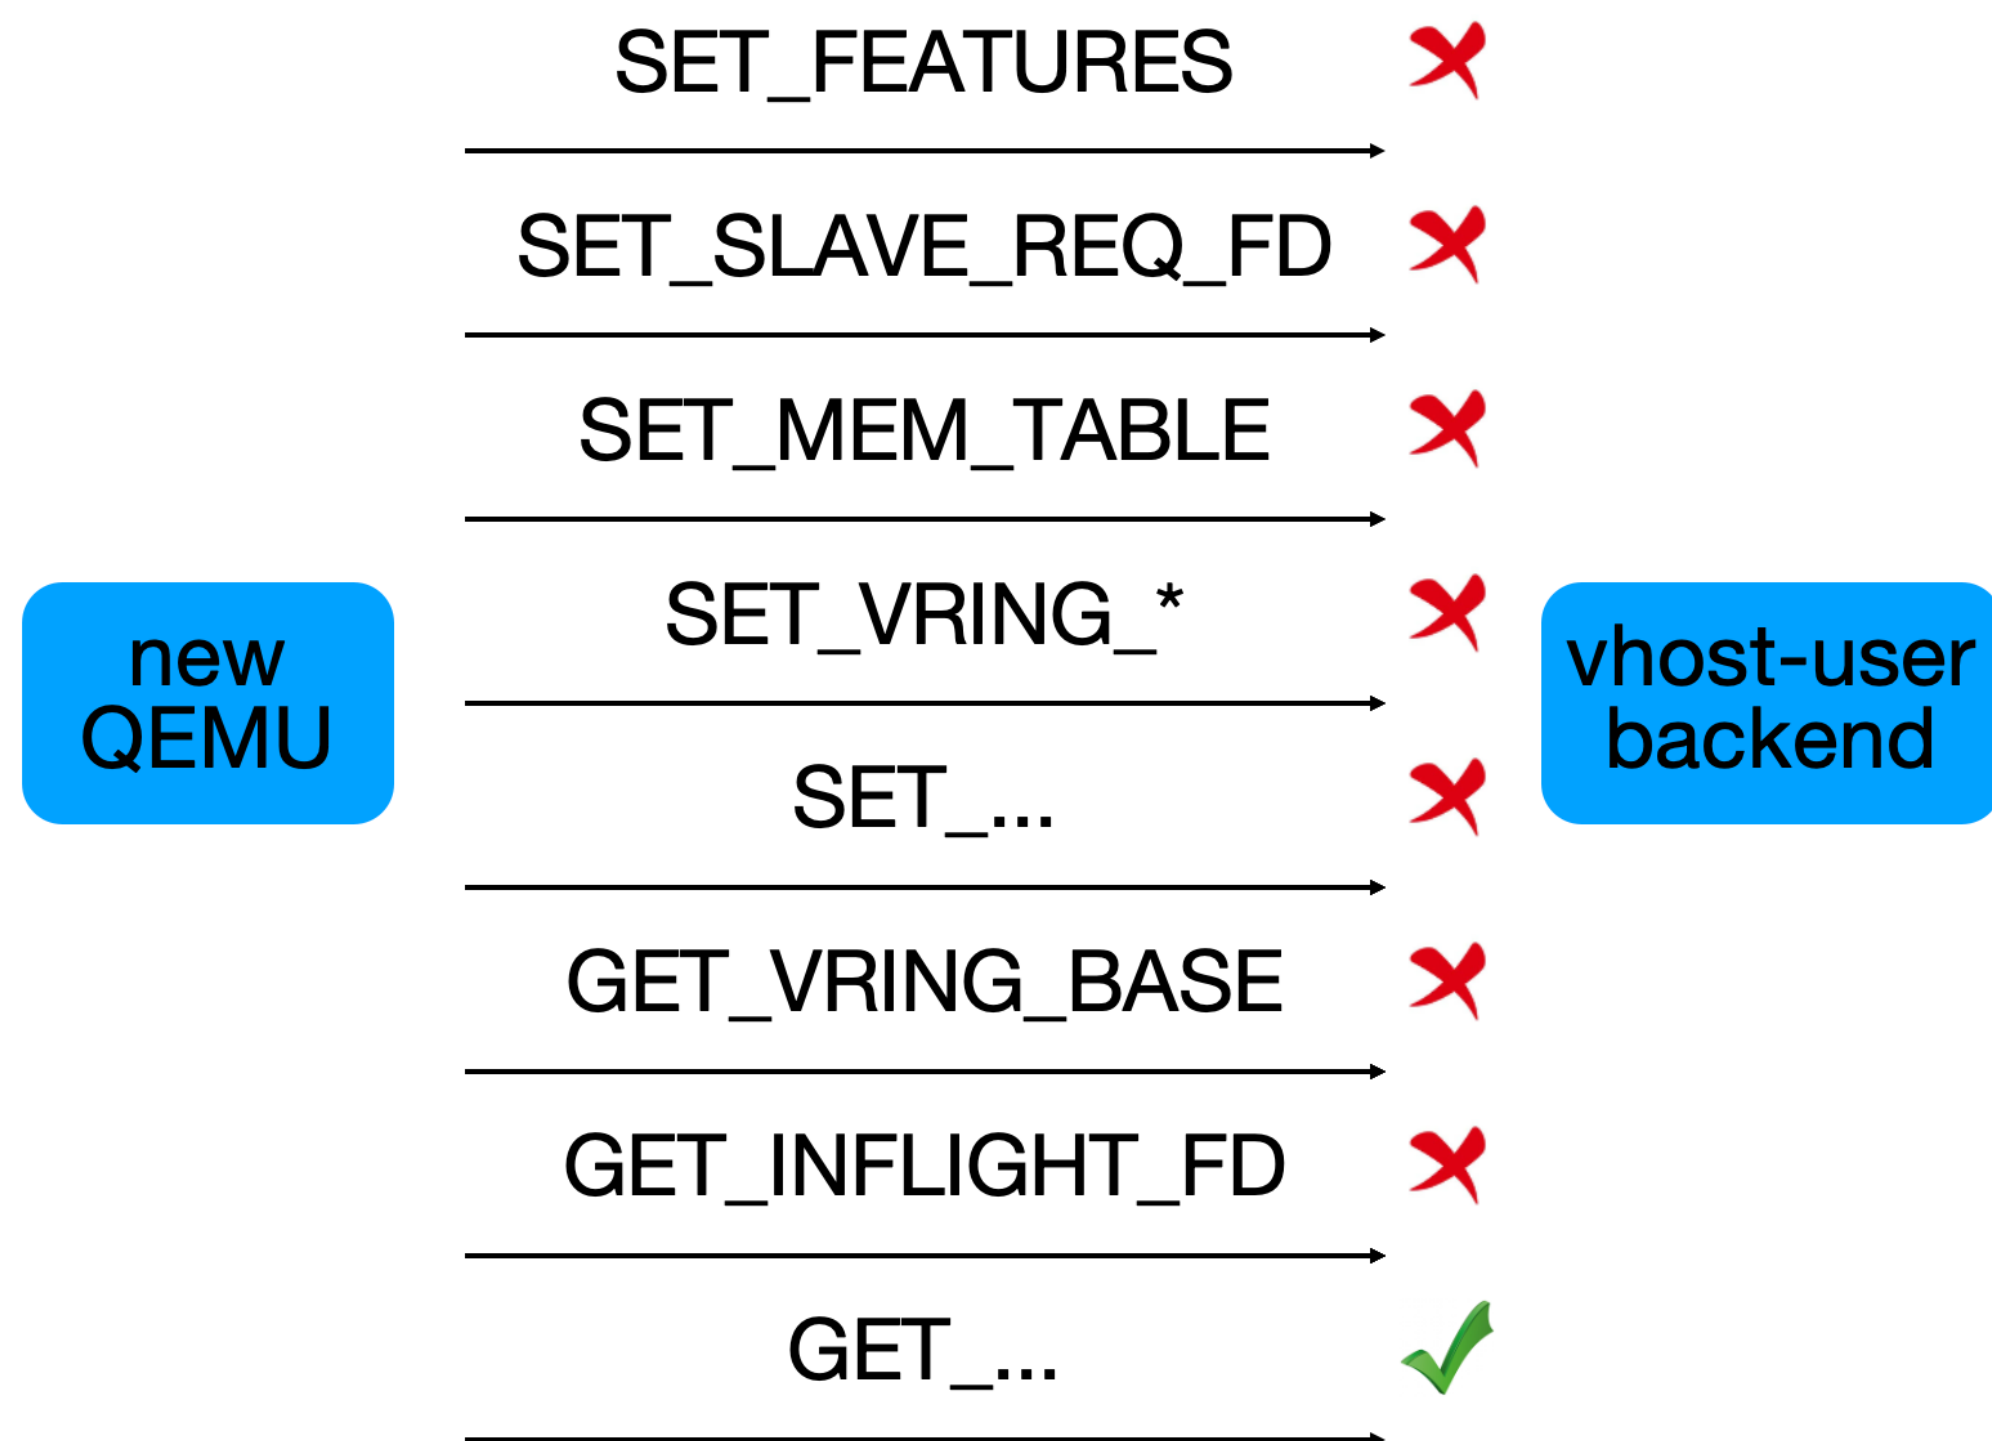 SET_FEATURES
SET_SLAVE_REQ_FD
SET_MEM_TABLE
SET_VRING_*
new
QEMU
vhost-user
backend
SET_...
GET_VRING_BASE
GET_INFLIGHT_FD
GET_...